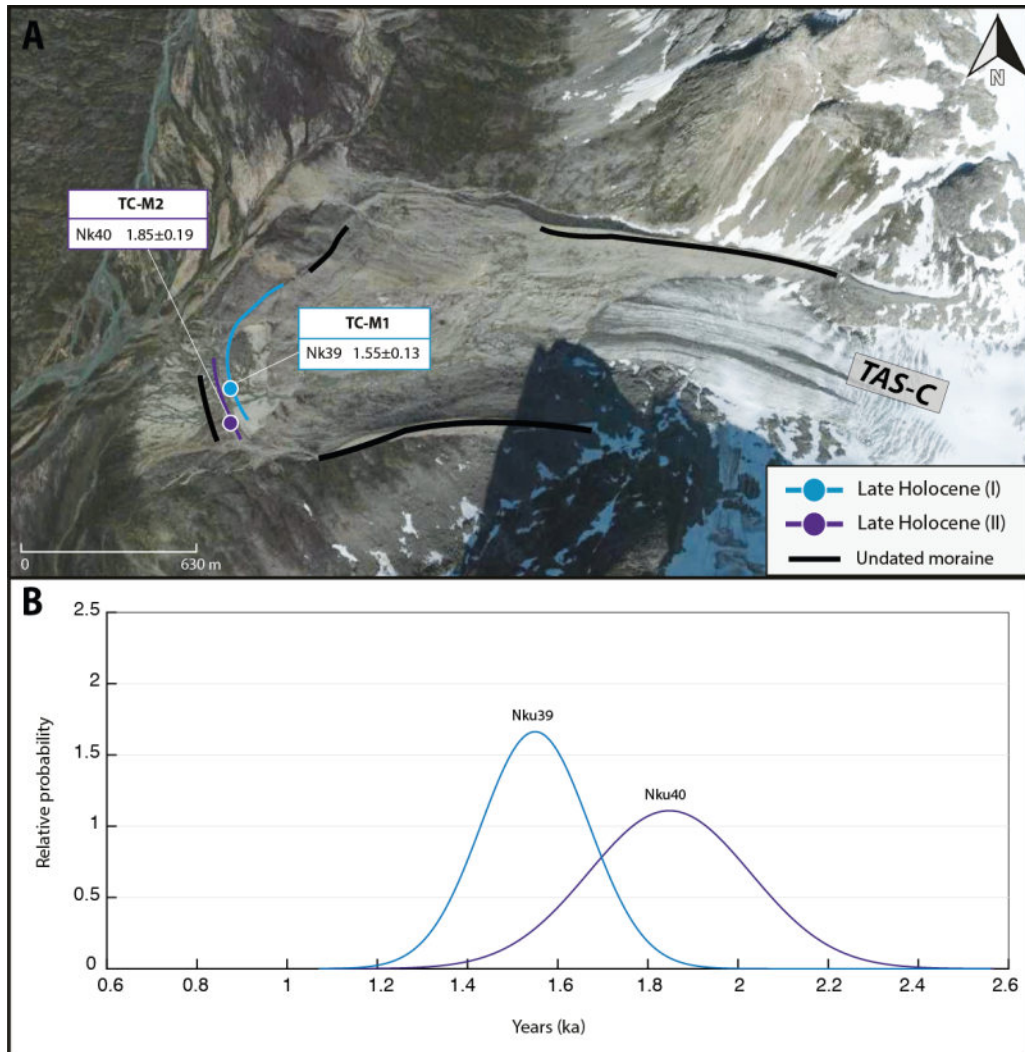 A
N
TC-M2
Nk40 1.85±0.19
TC-M1
Nk39 1.55±0.13
TAS-C
Late Holocene (I)
Late Holocene (II)
Undated moraine
0 630 m
B
2.5
2
1.5
1
0.5
0
Relative probability
Nku39
Nku40
0.6 0.8 1 1.2 1.4 1.6 1.8 2 2.2 2.4 2.6
Years (ka)